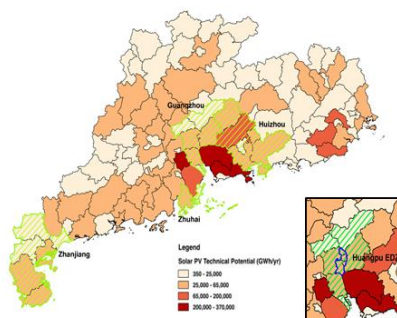 Guangzhou
Huizhou
Zhuhai
Zhanjiang
Legend
Solar PV Technical Potential (GWh/yr)
350 - 25,000
25,000 - 65,000
65,000 - 200,000
200,000 - 370,000
Huangpu EDZ